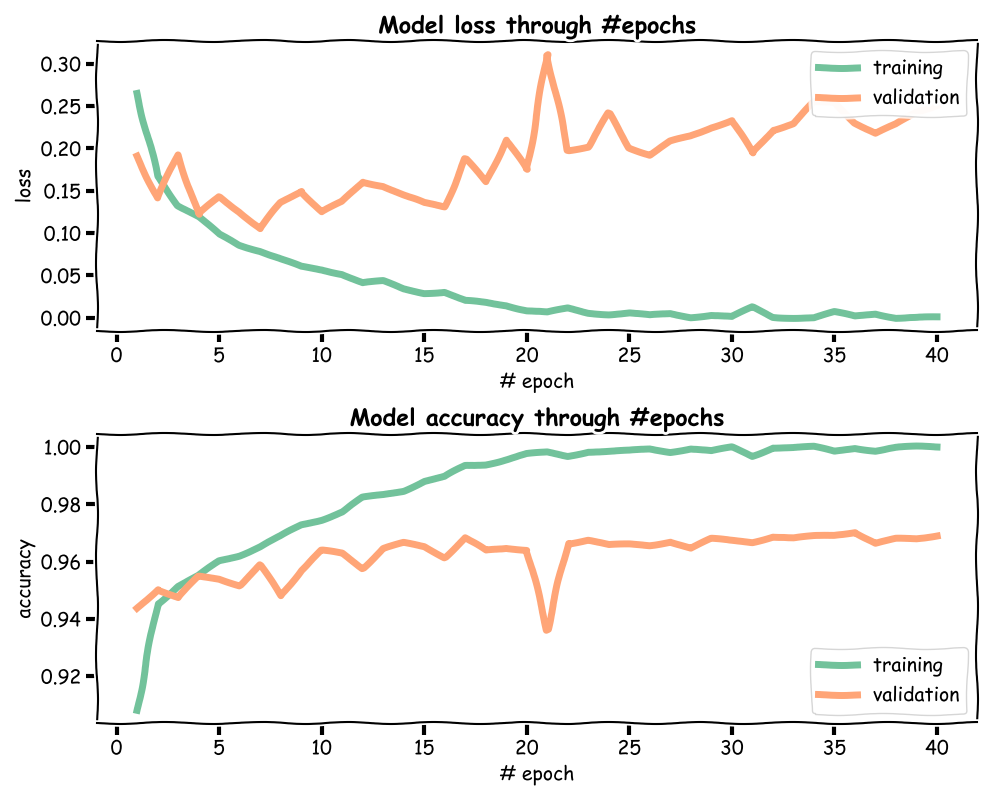 Model loss through #epochs
0.30
0.25
0.20
0.15
0.10
0.05
0.00
loss
training
validation
0 5 10 15 20 25 30 35 40
# epoch
Model accuracy through #epochs
1.00
0.98
0.96
0.94
0.92
accuracy
training
validation
0 5 10 15 20 25 30 35 40
# epoch